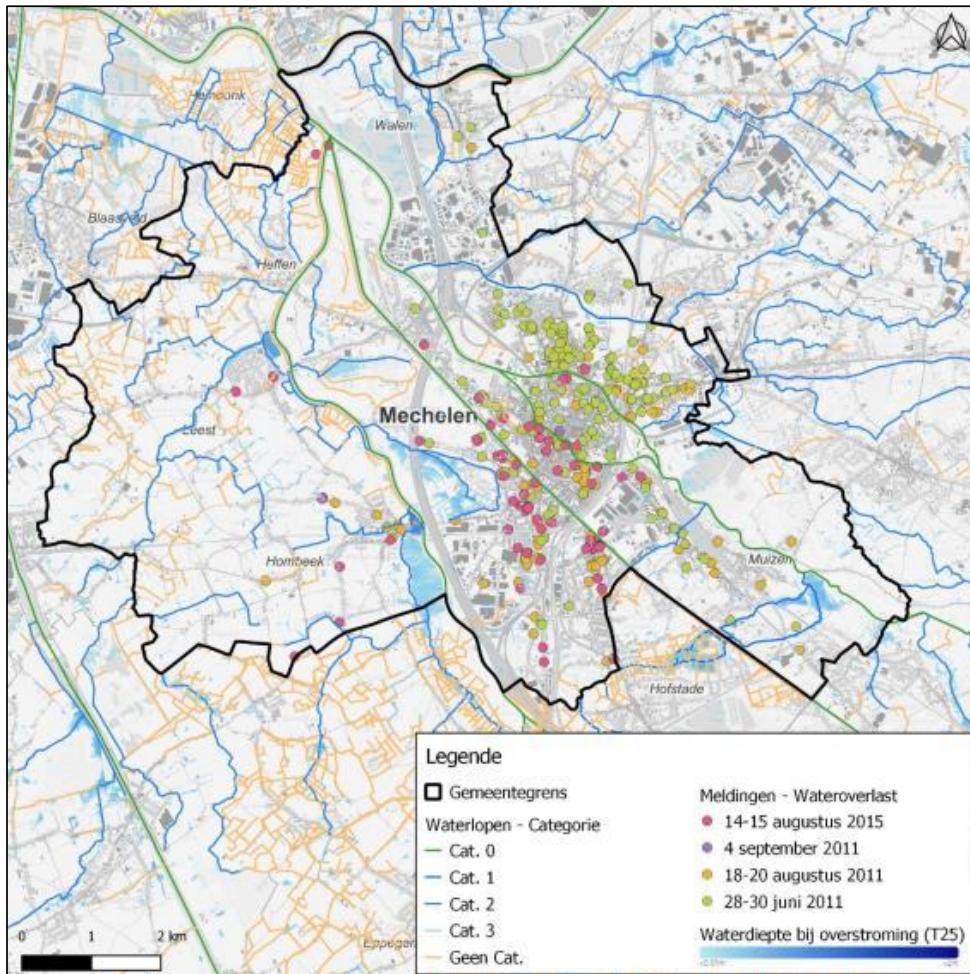 Heindonk
Walen
Blaasveld
Heffen
Mechelen
Leest
Hombeek
Muizen
Hofstade
Eppegem
0 1 2 km
Legende
Gemeentegrens
Waterlopen - Categorie
Cat. 0
Cat. 1
Cat. 2
Cat. 3
Geen Cat.
Meldingen - Wateroverlast
14-15 augustus 2015
4 september 2011
18-20 augustus 2011
28-30 juni 2011
Waterdiepte bij overstroming (T25)